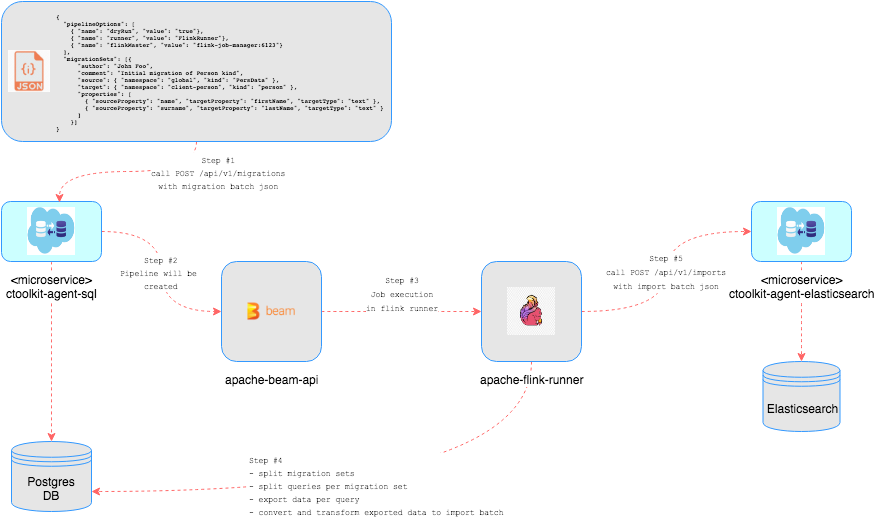 {
"pipelineOptions": [
{ "name": "dryRun", "value": "true"},
{ "name": "runner", "value": "FlinkRunner"},
{ "name": "flinkMaster", "value": "flink-job-manager:6123"}
],
"migrationSets": [{
"author": "John Foo",
"comment": "Initial migration of Person kind",
"source": { "namespace": "global", "kind": "PersData" },
"target": { "namespace": "client-person", "kind": "person" },
"properties": [
{ "sourceProperty": "name", "targetProperty": "firstName", "targetType": "text" },
{ "sourceProperty": "surname", "targetProperty": "lastName", "targetType": "text" }
]
}]
}
{i}
JSON
Step #1
call POST /api/v1/migrations
with migration batch json
<microservice>
ctoolkit-agent-sql
Step #2
Pipeline will be
created
beam
apache-beam-api
Step #3
Job execution
in flink runner
apache-flink-runner
Step #5
call POST /api/v1/imports
with import batch json
<microservice>
ctoolkit-agent-elasticsearch
Elasticsearch
Postgres
DB
Step #4
- split migration sets
- split queries per migration set
- export data per query
- convert and transform exported data to import batch